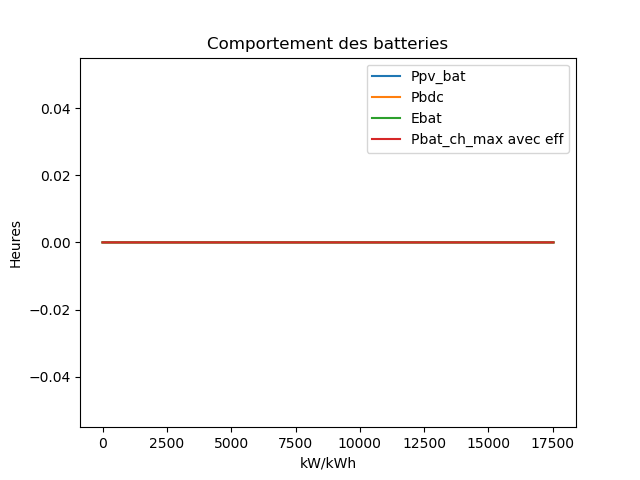 Comportement des batteries
Ppv_bat
Pbdc
Ebat
Pbat_ch_max avec eff
Heures
0.04
0.02
0.00
−0.02
−0.04
0 2500 5000 7500 10000 12500 15000 17500
kW/kWh